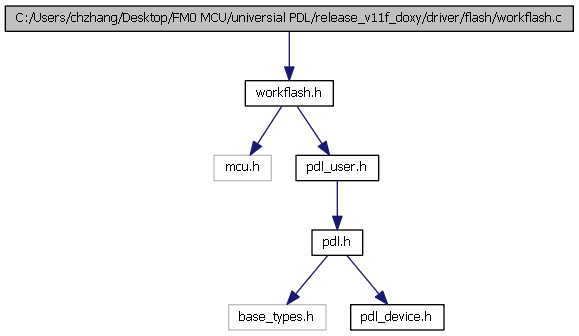 C:/Users/chzhang/Desktop/FM0 MCU/universial PDL/release_v11f_doxy/driver/flash/workflash.c
workflash.h
mcu.h
pdl_user.h
pdl.h
base_types.h
pdl_device.h